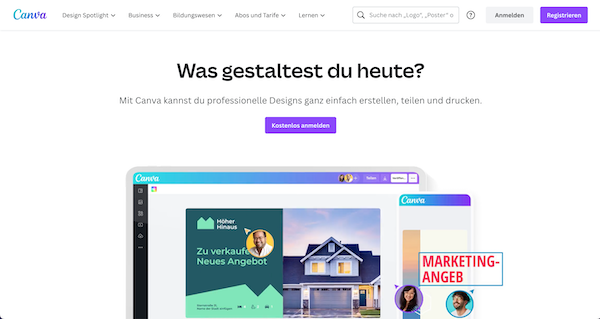 Canva
Design Spotlight
Business
Bildungswesen
Abos und Tarife
Lernen
Suche nach „Logo", „Poster" o
Anmelden
Registrieren
Was gestaltest du heute?
Mit Canva kannst du professionelle Designs ganz einfach erstellen, teilen und drucken.
Kostenlos anmelden
Canva
Teilen
Canva
Höher
Hinaus
Zu verkaufe
Neues Angebot
MARKETING-
ANGEB